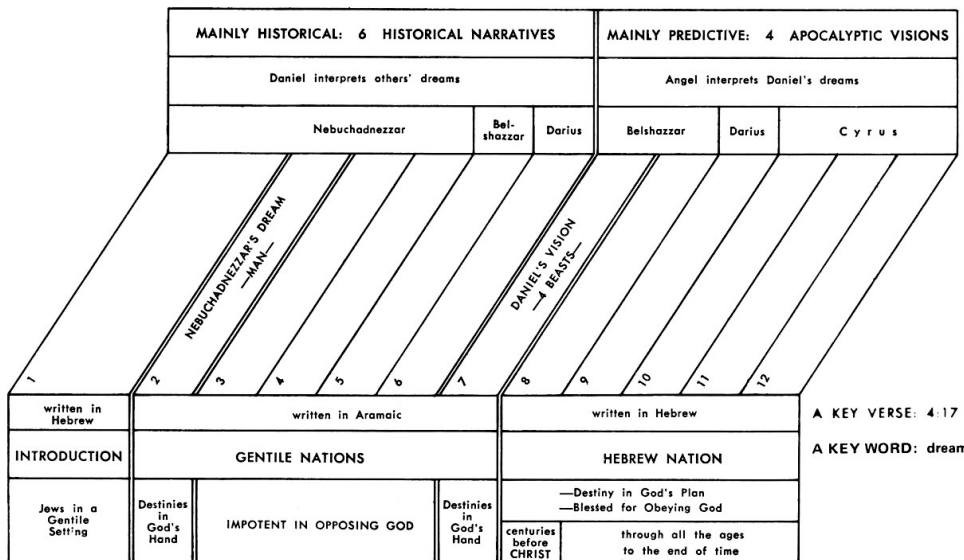 MAINLY HISTORICAL: 6 HISTORICAL NARRATIVES
MAINLY PREDICTIVE: 4 APOCALYPTIC VISIONS
Daniel interprets others' dreams
Angel interprets Daniel's dreams
Nebuchadnezzar
Bel-
shazzar
Darius
Belshazzar
Darius
Cyrus
NEBUCHADNEZZAR'S DREAM
—MAN—
DANIEL'S VISION
—4 BEASTS—
1
2
3
4
5
6
7
8
9
10
11
12
written in
Hebrew
written in Aramaic
written in Hebrew
A KEY VERSE: 4:17
INTRODUCTION
GENTILE NATIONS
HEBREW NATION
A KEY WORD: dream
Jews in a
Gentile
Setting
Destinies
in
God's
Hand
IMPOTENT IN OPPOSING GOD
Destinies
in
God's
Hand
—Destiny in God's Plan
—Blessed for Obeying God
centuries
before
CHRIST
through all the ages
to the end of time